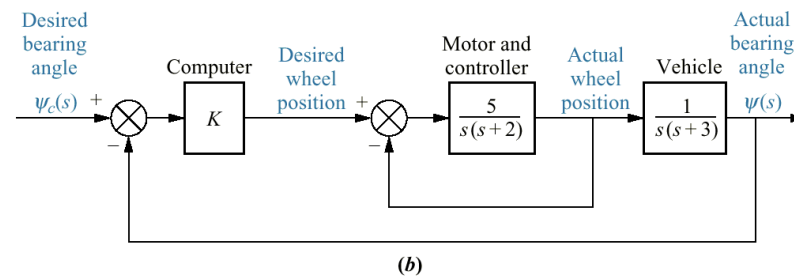 Desired
bearing
angle
ψc(s) +
−
Computer
K
Desired
wheel
position +
−
Motor and
controller
5
s(s+2)
Actual
wheel
position
Vehicle
1
s(s+3)
Actual
bearing
angle
ψ(s)
(b)